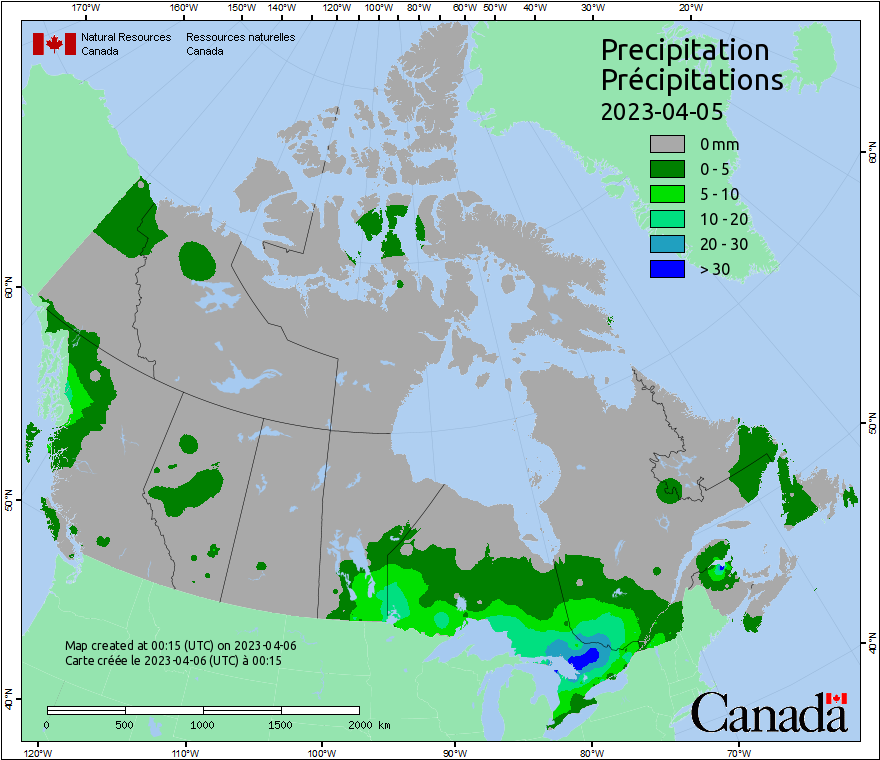 170°W 160°W 150°W 140°W 130°W 120°W 110°W 100°W 90°W 80°W 60°W 50°W 40°W 30°W 20°W
Natural Resources Ressources naturelles
Canada Canada
Precipitation
Précipitations
2023-04-05
0 mm
0 - 5
5 - 10
10 - 20
20 - 30
> 30
60°N
60°N
50°N
50°N
40°N
40°N
Map created at 00:15 (UTC) on 2023-04-06
Carte créée le 2023-04-06 (UTC) à 00:15
0 500 1000 1500 2000 km
Canada
120°W 110°W 100°W 90°W 80°W 70°W